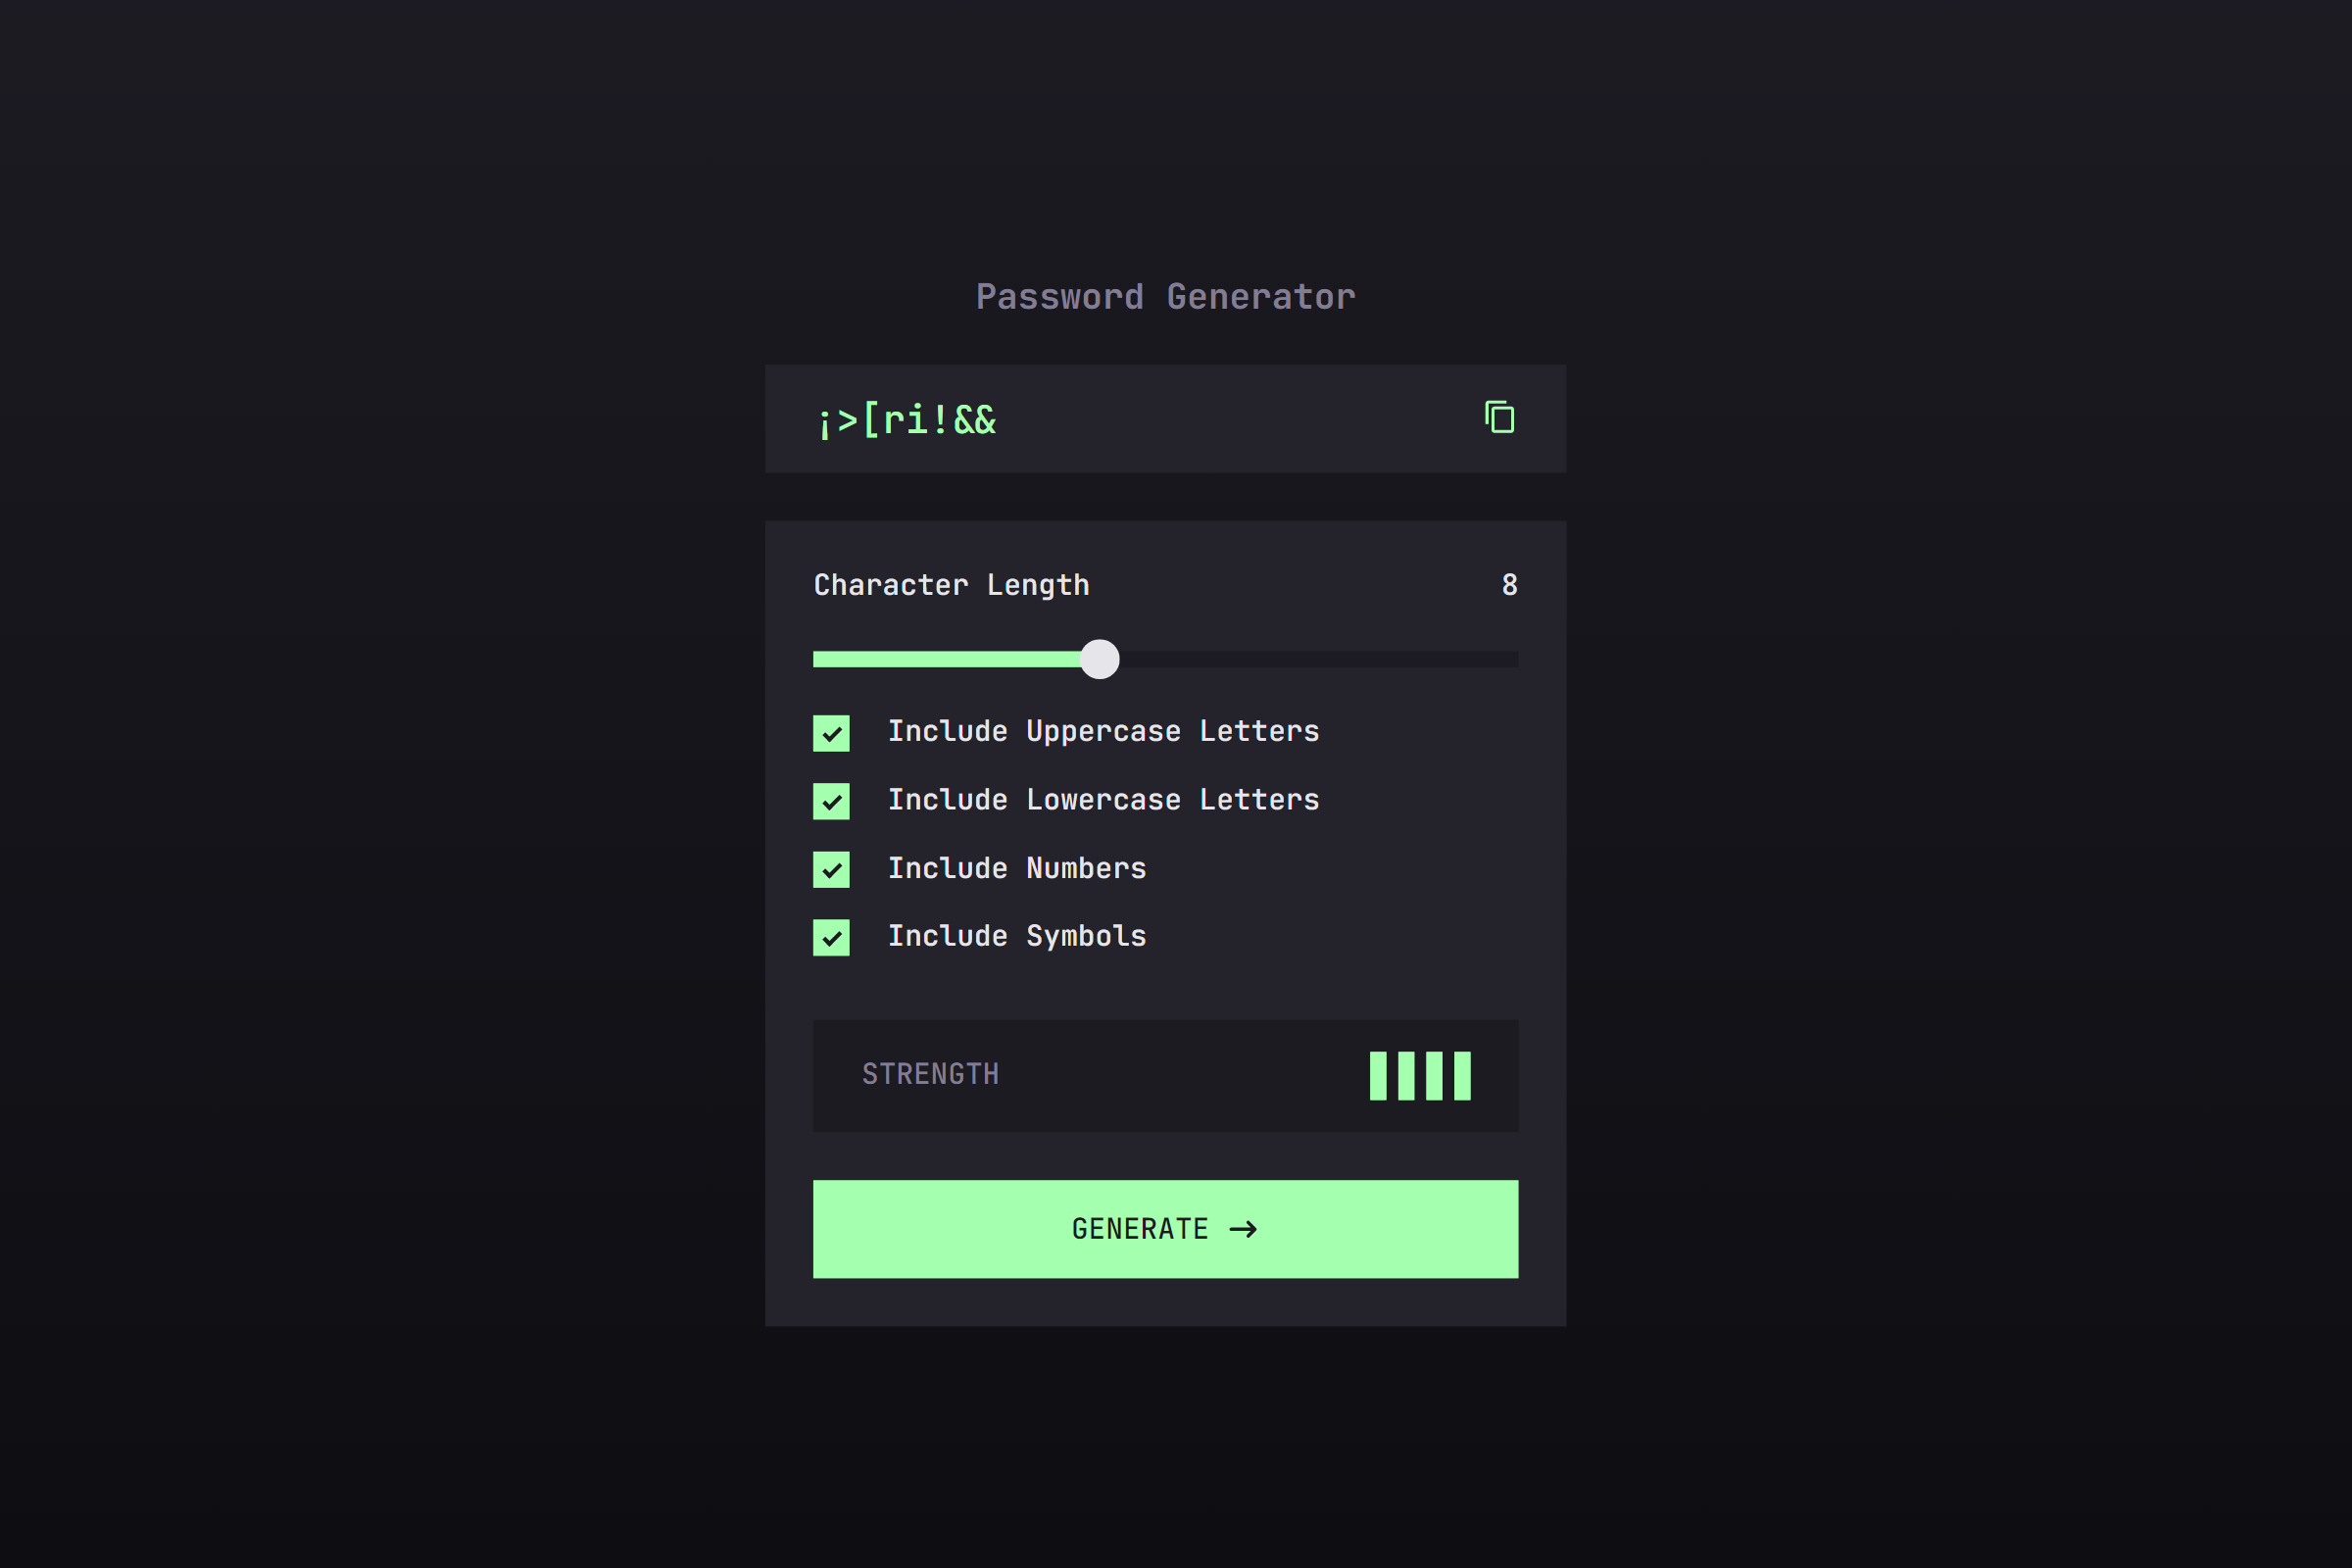 Password Generator
¡>[ri!&&
Character Length 8
Include Uppercase Letters
Include Lowercase Letters
Include Numbers
Include Symbols
STRENGTH
GENERATE →